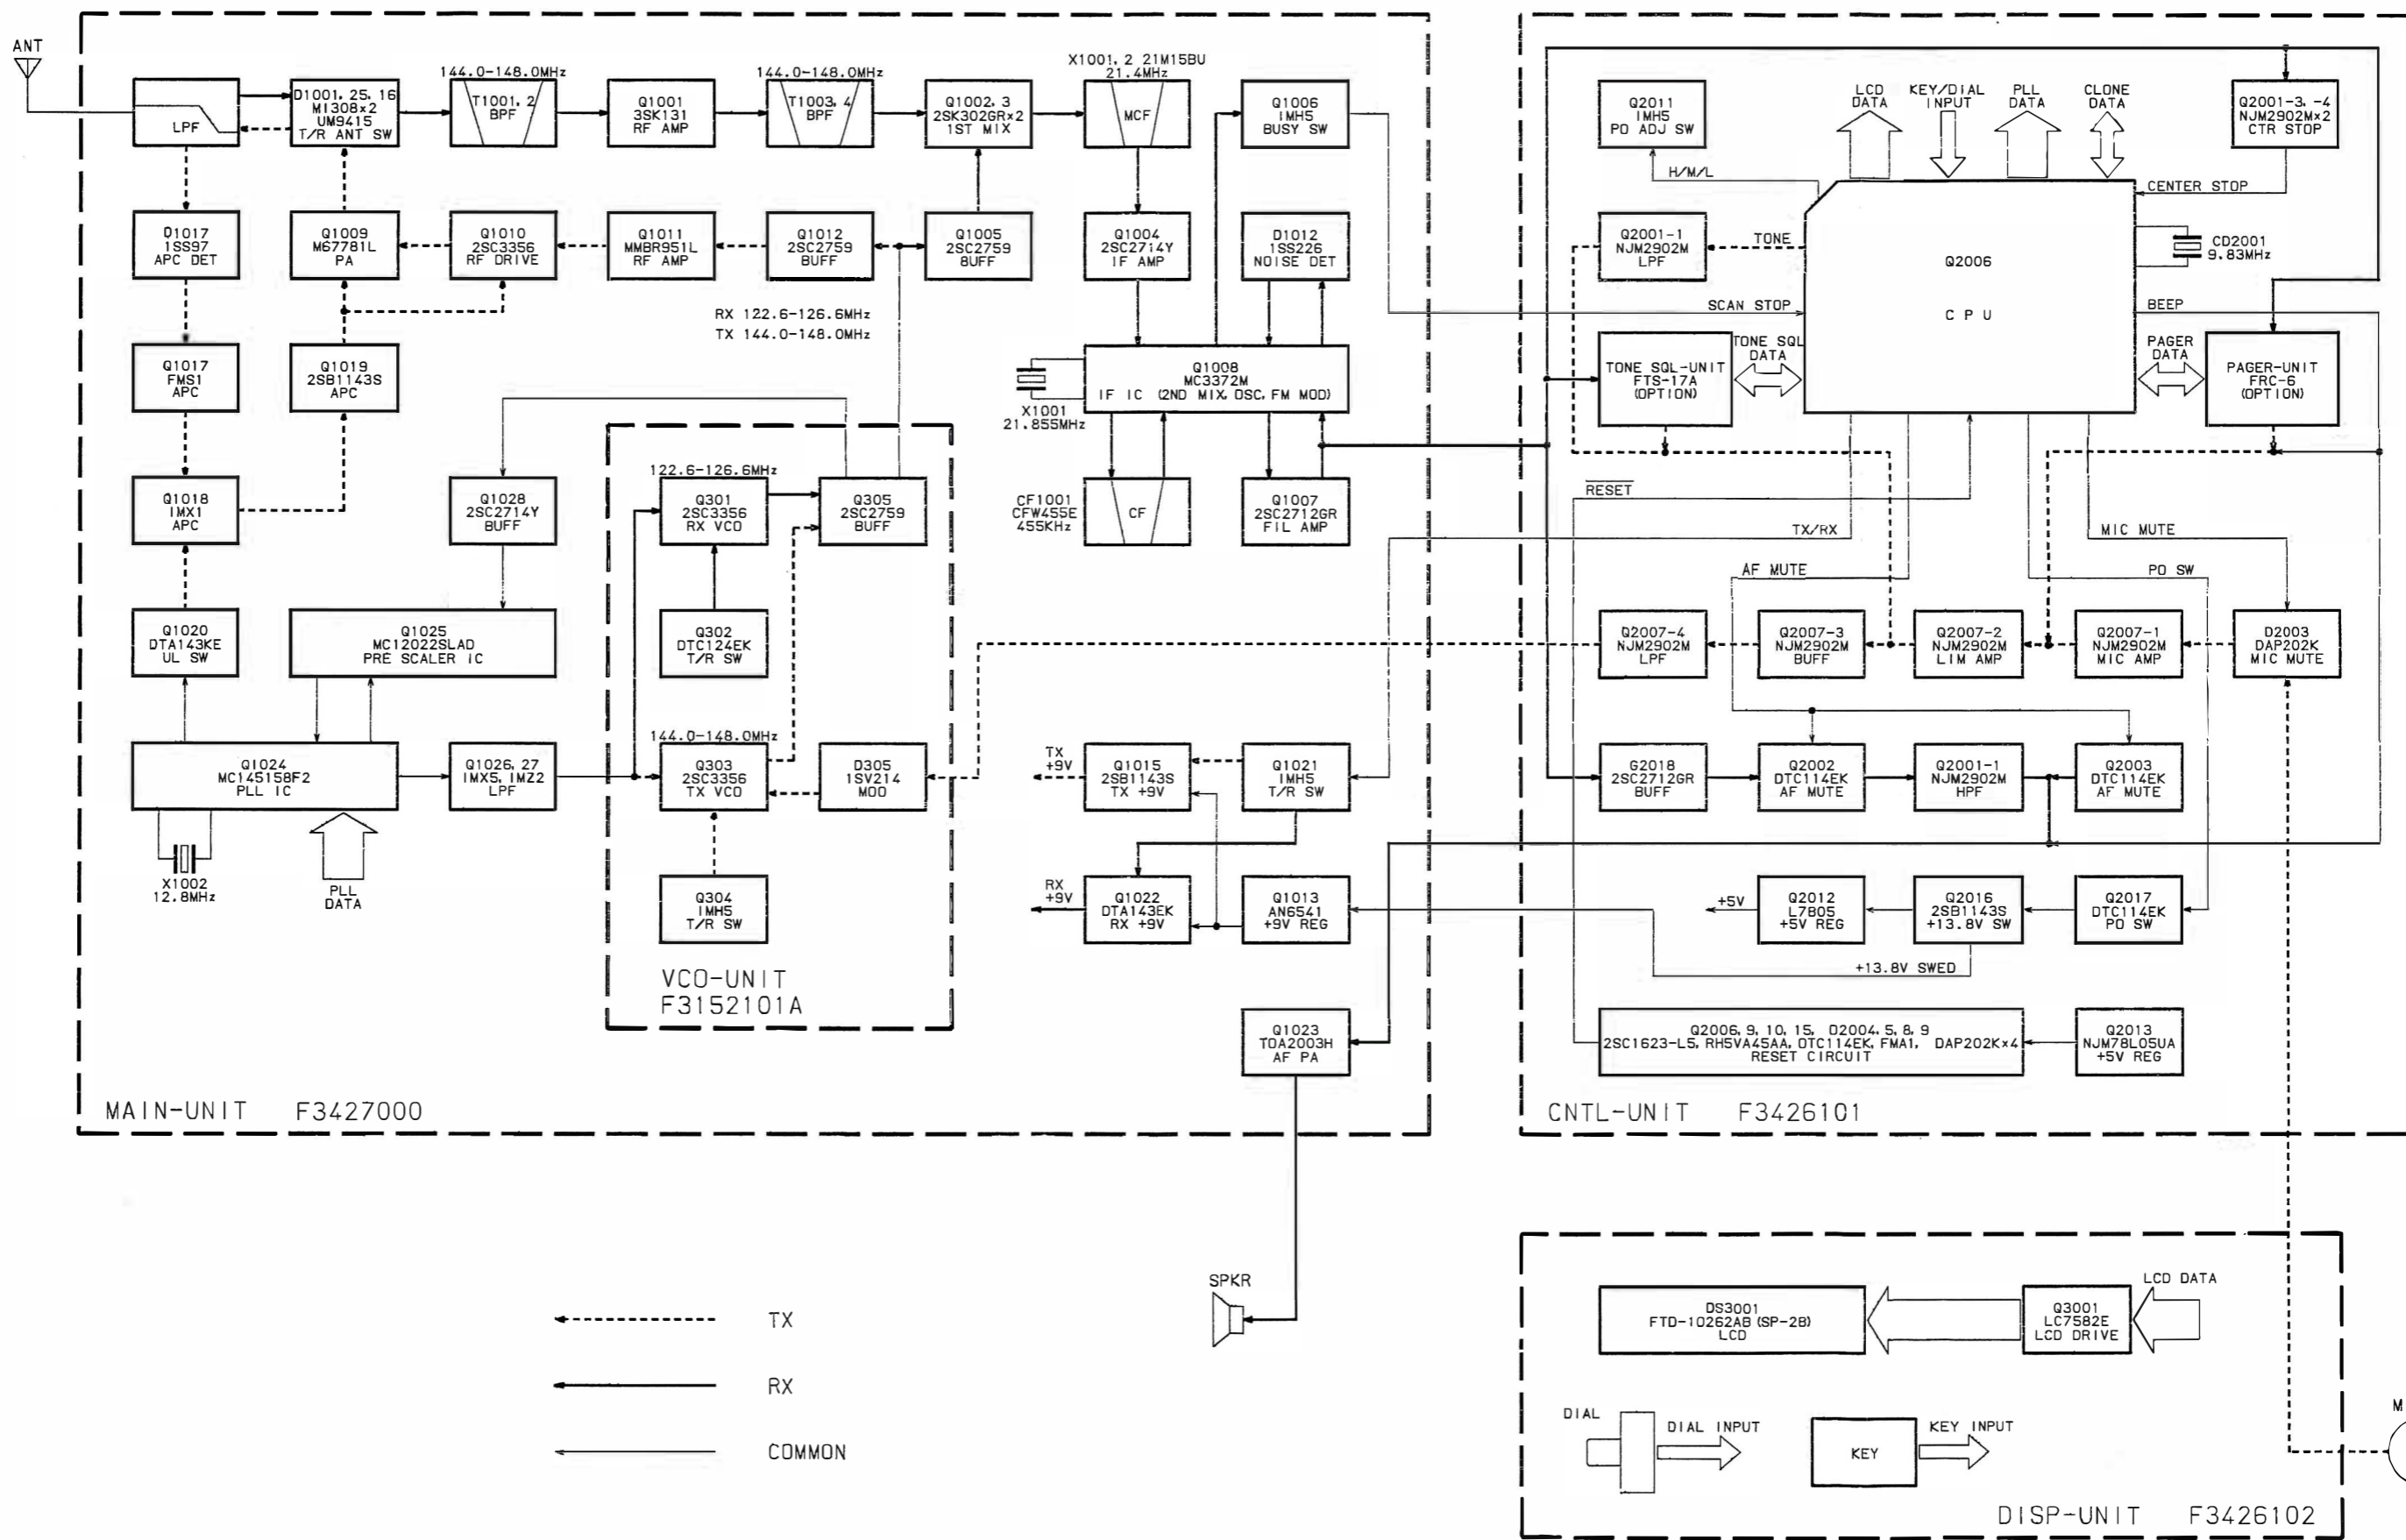 ANT
LPF
D1001, 25, 16
MI308×2
UM9415
T/R ANT SW
144.0-148.0MHz
T1001, 2
BPF
Q1001
3SK131
RF AMP
144.0-148.0MHz
T1003, 4
BPF
Q1002, 3
2SK302GR×2
1ST MIX
X1001, 2 21M15BU
21.4MHz
MCF
Q1006
IMH5
BUSY SW
D1017
1SS97
APC DET
Q1009
M67781L
PA
Q1010
2SC3356
RF DRIVE
Q1011
MMBR951L
RF AMP
Q1012
2SC2759
BUFF
Q1005
2SC2759
BUFF
Q1004
2SC2714Y
IF AMP
D1012
1SS226
NOISE DET
RX 122.6-126.6MHz
TX 144.0-148.0MHz
Q1017
FMS1
APC
Q1019
2SB1143S
APC
X1001
21.855MHz
Q1008
MC3372M
IF IC (2ND MIX, OSC, FM MOD)
Q1018
IMX1
APC
Q1028
2SC2714Y
BUFF
122.6-126.6MHz
Q301
2SC3356
RX VCO
Q305
2SC2759
BUFF
CF1001
CFW455E
455KHz
CF
Q1007
2SC2712GR
FIL AMP
Q1020
DTA143KE
UL SW
Q1025
MC12022SLAD
PRE SCALER IC
Q302
DTC124EK
T/R SW
Q1024
MC145158F2
PLL IC
Q1026, 27
IMX5, IMZ2
LPF
144.0-148.0MHz
Q303
2SC3356
TX VCO
D305
1SV214
MOD
TX
+9V
Q1015
2SB1143S
TX +9V
Q1021
IMH5
T/R SW
X1002
12.8MHz
PLL
DATA
Q304
IMH5
T/R SW
RX
+9V
Q1022
DTA143EK
RX +9V
Q1013
AN6541
+9V REG
VCO-UNIT
F3152101A
Q1023
TDA2003H
AF PA
MAIN-UNIT F3427000
Q2011
IMH5
PO ADJ SW
H/M/L
LCD
DATA
KEY/DIAL
INPUT
PLL
DATA
CLONE
DATA
Q2001-3, -4
NJM2902M×2
CTR STOP
CENTER STOP
Q2001-1
NJM2902M
LPF
TONE
Q2006
CPU
CD2001
9.83MHz
SCAN STOP
BEEP
TONE SQL-UNIT
FTS-17A
(OPTION)
TONE SQL
DATA
PAGER
DATA
PAGER-UNIT
FRC-6
(OPTION)
RESET
TX/RX
MIC MUTE
AF MUTE
PO SW
Q2007-4
NJM2902M
LPF
Q2007-3
NJM2902M
BUFF
Q2007-2
NJM2902M
LIM AMP
Q2007-1
NJM2902M
MIC AMP
D2003
DAP202K
MIC MUTE
G2018
2SC2712GR
BUFF
Q2002
DTC114EK
AF MUTE
Q2001-1
NJM2902M
HPF
Q2003
DTC114EK
AF MUTE
+5V
Q2012
L7805
+5V REG
Q2016
2SB1143S
+13.8V SW
Q2017
DTC114EK
PO SW
+13.8V SWED
Q2006, 9, 10, 15, D2004, 5, 8, 9
2SC1623-L5, RH5VA45AA, DTC114EK, FMA1, DAP202K×4
RESET CIRCUIT
Q2013
NJM78L05UA
+5V REG
CNTL-UNIT F3426101
SPKR
TX
RX
COMMON
DS3001
FTD-10262AB (SP-2B)
LCD
Q3001
LC7582E
LCD DRIVE
LCD DATA
DIAL
DIAL INPUT
KEY
KEY INPUT
M
DISP-UNIT F3426102